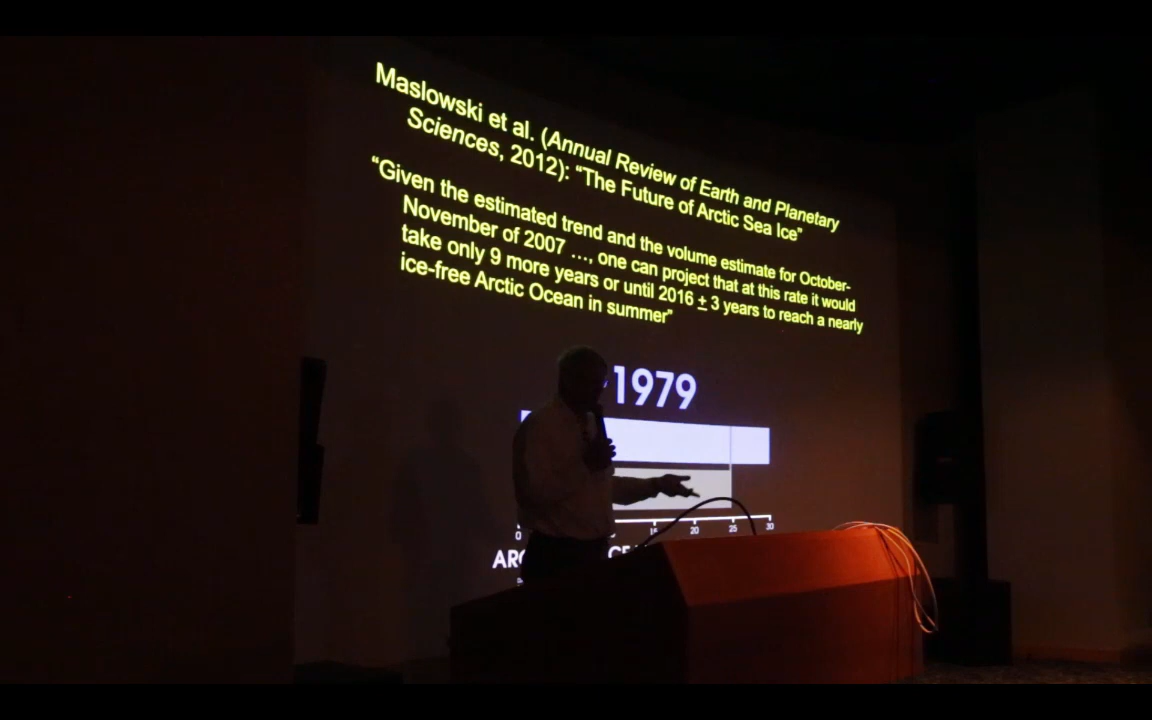 Maslowski et al. (Annual Review of Earth and Planetary
Sciences, 2012): "The Future of Arctic Sea Ice"
"Given the estimated trend and the volume estimate for October-
November of 2007 ..., one can project that at this rate it would
take only 9 more years or until 2016 ± 3 years to reach a nearly
ice-free Arctic Ocean in summer"
1979
0 15 20 25 30